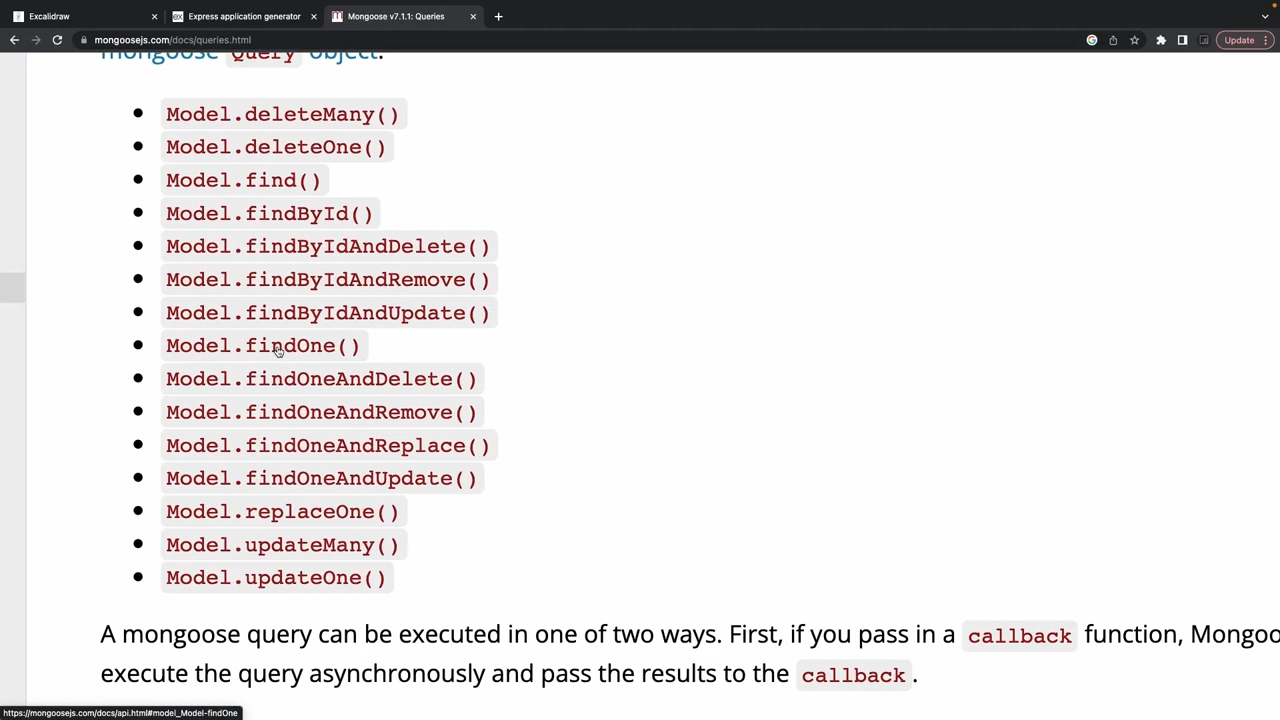 Excalidraw
Express application generator
Mongoose v7.1.1: Queries
mongoosejs.com/docs/queries.html
Update
mongoose Query object.
Model.deleteMany()
Model.deleteOne()
Model.find()
Model.findById()
Model.findByIdAndDelete()
Model.findByIdAndRemove()
Model.findByIdAndUpdate()
Model.findOne()
Model.findOneAndDelete()
Model.findOneAndRemove()
Model.findOneAndReplace()
Model.findOneAndUpdate()
Model.replaceOne()
Model.updateMany()
Model.updateOne()
A mongoose query can be executed in one of two ways. First, if you pass in a callback function, Mongoo
execute the query asynchronously and pass the results to the callback.
https://mongoosejs.com/docs/api.html#model_Model-findOne